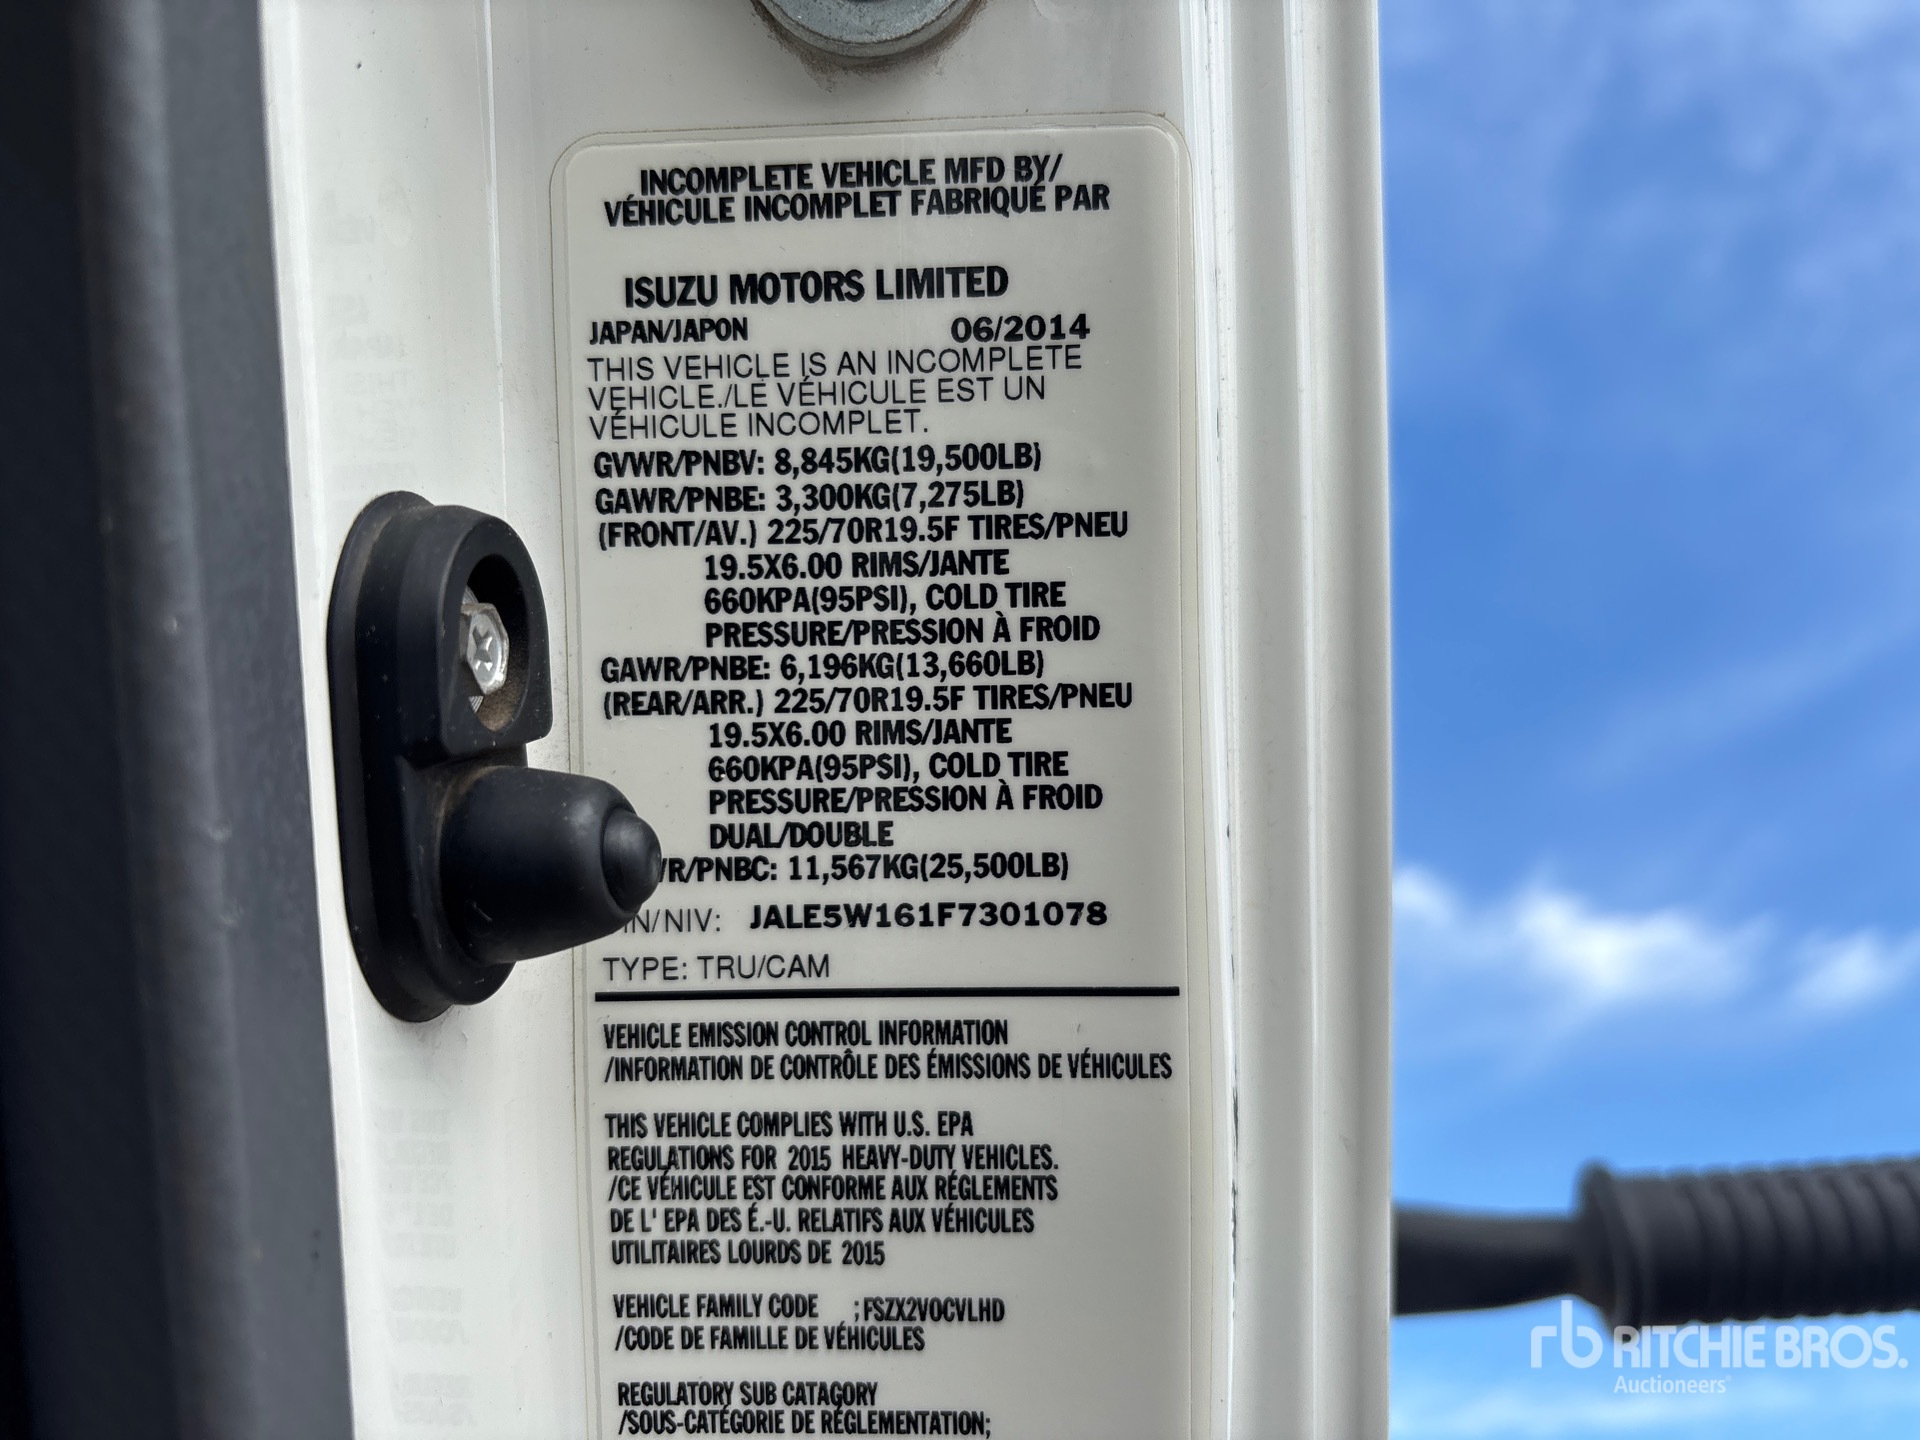 INCOMPLETE VEHICLE MFD BY/
VÉHICULE INCOMPLET FABRIQUÉ PAR
ISUZU MOTORS LIMITED
JAPAN/JAPON 06/2014
THIS VEHICLE IS AN INCOMPLETE
VEHICLE./LE VÉHICULE EST UN
VÉHICULE INCOMPLET.
GVWR/PNBV: 8,845KG(19,500LB)
GAWR/PNBE: 3,300KG(7,275LB)
(FRONT/AV.) 225/70R19.5F TIRES/PNEU
19.5X6.00 RIMS/JANTE
660KPA(95PSI), COLD TIRE
PRESSURE/PRESSION À FROID
GAWR/PNBE: 6,196KG(13,660LB)
(REAR/ARR.) 225/70R19.5F TIRES/PNEU
19.5X6.00 RIMS/JANTE
660KPA(95PSI), COLD TIRE
PRESSURE/PRESSION À FROID
DUAL/DOUBLE
R/PNBC: 11,567KG(25,500LB)
IN/NIV: JALE5W161F7301078
TYPE: TRU/CAM
VEHICLE EMISSION CONTROL INFORMATION
/INFORMATION DE CONTRÔLE DES ÉMISSIONS DE VÉHICULES
THIS VEHICLE COMPLIES WITH U.S. EPA
REGULATIONS FOR 2015 HEAVY-DUTY VEHICLES.
/CE VÉHICULE EST CONFORME AUX RÉGLEMENTS
DE L' EPA DES É.-U. RELATIFS AUX VÉHICULES
UTILITAIRES LOURDS DE 2015
VEHICLE FAMILY CODE ;FSZX2VOCVLHD
/CODE DE FAMILLE DE VÉHICULES
REGULATORY SUB CATAGORY
/SOUS-CATÉGORIE DE RÉGLEMENTATION;
rb RITCHIE BROS.
Auctioneers